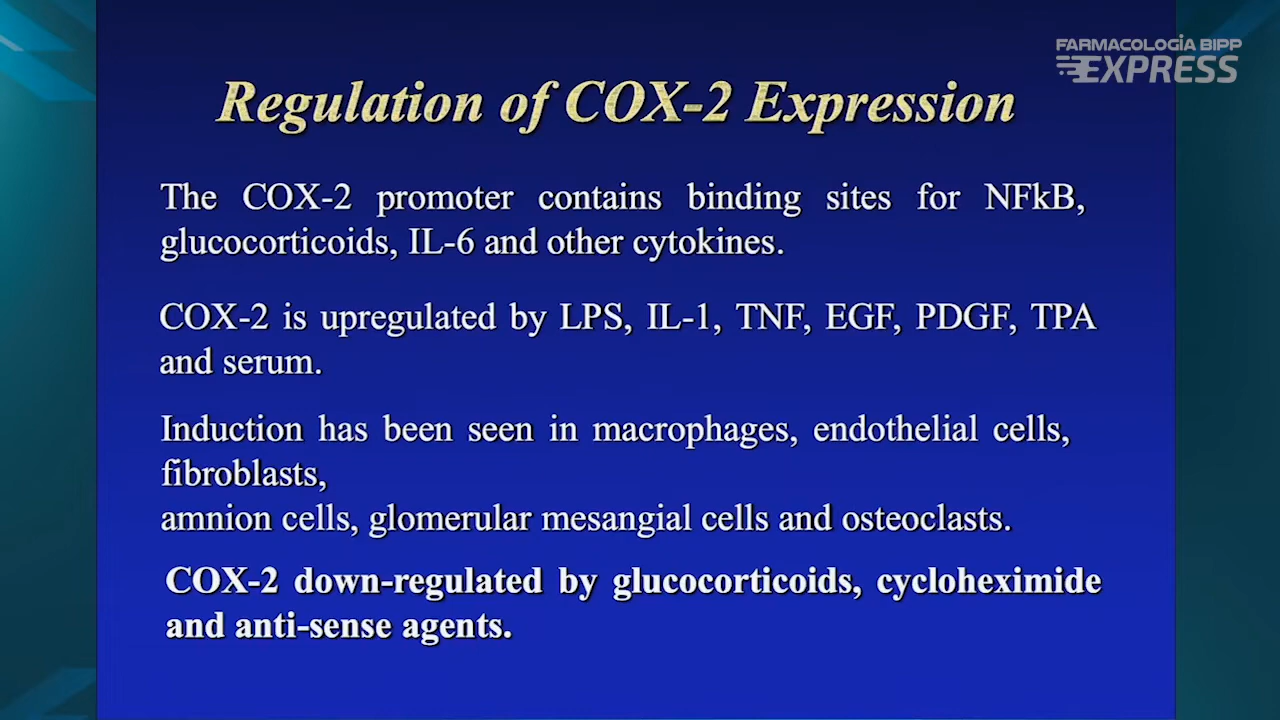 FARMACOLOGÍA BIPP
EXPRESS
Regulation of COX-2 Expression
The COX-2 promoter contains binding sites for NFkB,
glucocorticoids, IL-6 and other cytokines.
COX-2 is upregulated by LPS, IL-1, TNF, EGF, PDGF, TPA
and serum.
Induction has been seen in macrophages, endothelial cells,
fibroblasts,
amnion cells, glomerular mesangial cells and osteoclasts.
COX-2 down-regulated by glucocorticoids, cycloheximide
and anti-sense agents.